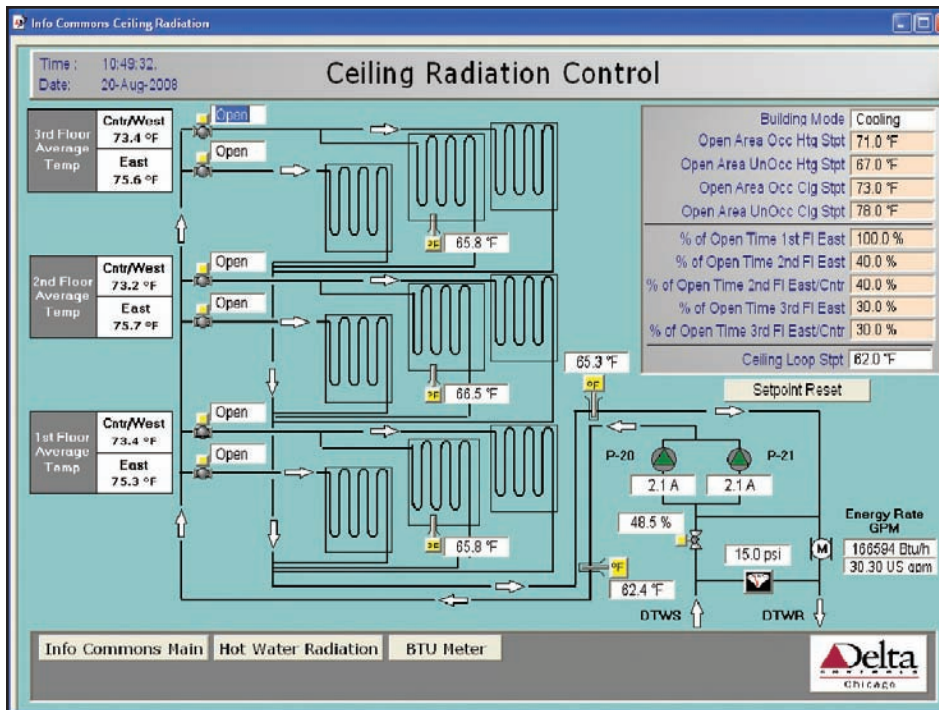 Info Commons Ceiling Radiation
Time : 10:49:32.
Date: 20-Aug-2008
Ceiling Radiation Control
3rd Floor
Average
Temp
Cntr/West
73.4 °F
East
75.6 °F
Open
Open
65.8 °F
2nd Floor
Average
Temp
Cntr/West
73.2 °F
East
75.7 °F
Open
Open
66.5 °F
1st Floor
Average
Temp
Cntr/West
73.4 °F
East
75.3 °F
Open
Open
65.8 °F
°F
°F
°F
Building Mode Cooling
Open Area Occ Htg Stpt 71.0 °F
Open Area UnOcc Htg Stpt 67.0 °F
Open Area Occ Clg Stpt 73.0 °F
Open Area UnOcc Clg Stpt 78.0 °F
% of Open Time 1st Fl East 100.0 %
% of Open Time 2nd Fl East 40.0 %
% of Open Time 2nd Fl East/Cntr 40.0 %
% of Open Time 3rd Fl East 30.0 %
% of Open Time 3rd Fl East/Cntr 30.0 %
Ceiling Loop Stpt 62.0 °F
Setpoint Reset
65.3 °F
°F
P-20
P-21
2.1 A
2.1 A
48.5 %
15.0 psi
M
Energy Rate
GPM
166594 Btu/h
30.30 US gpm
°F
62.4 °F
DTWS
DTWR
Info Commons Main
Hot Water Radiation
BTU Meter
Delta
CONTROLS
Chicago